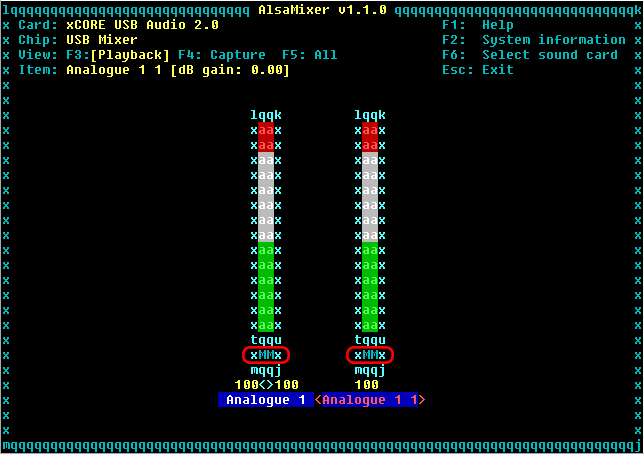 lqqqqqqqqqqqqqqqqqqqqqqqqqqqqqq AlsaMixer v1.1.0 qqqqqqqqqqqqqqqqqqqqqqqqqqqqqqk
x Card: xCORE USB Audio 2.0 F1: Help x
x Chip: USB Mixer F2: System information x
x View: F3:[Playback] F4: Capture F5: All F6: Select sound card x
x Item: Analogue 1 1 [dB gain: 0.00] Esc: Exit x
x x
x x
x lqqk lqqk x
x xaax xaax x
x xaax xaax x
x xaax xaax x
x xaax xaax x
x xaax xaax x
x xaax xaax x
x xaax xaax x
x xaax xaax x
x xaax xaax x
x xaax xaax x
x xaax xaax x
x xaax xaax x
x xaax xaax x
x xaax xaax x
x tqqu tqqu x
x xMMx xMMx x
x mqqj mqqj x
x 100<>100 100 x
x Analogue 1 <Analogue 1 1> x
x x
x x
mqqqqqqqqqqqqqqqqqqqqqqqqqqqqqqqqqqqqqqqqqqqqqqqqqqqqqqqqqqqqqqqqqqqqqqqqqqqqqqj